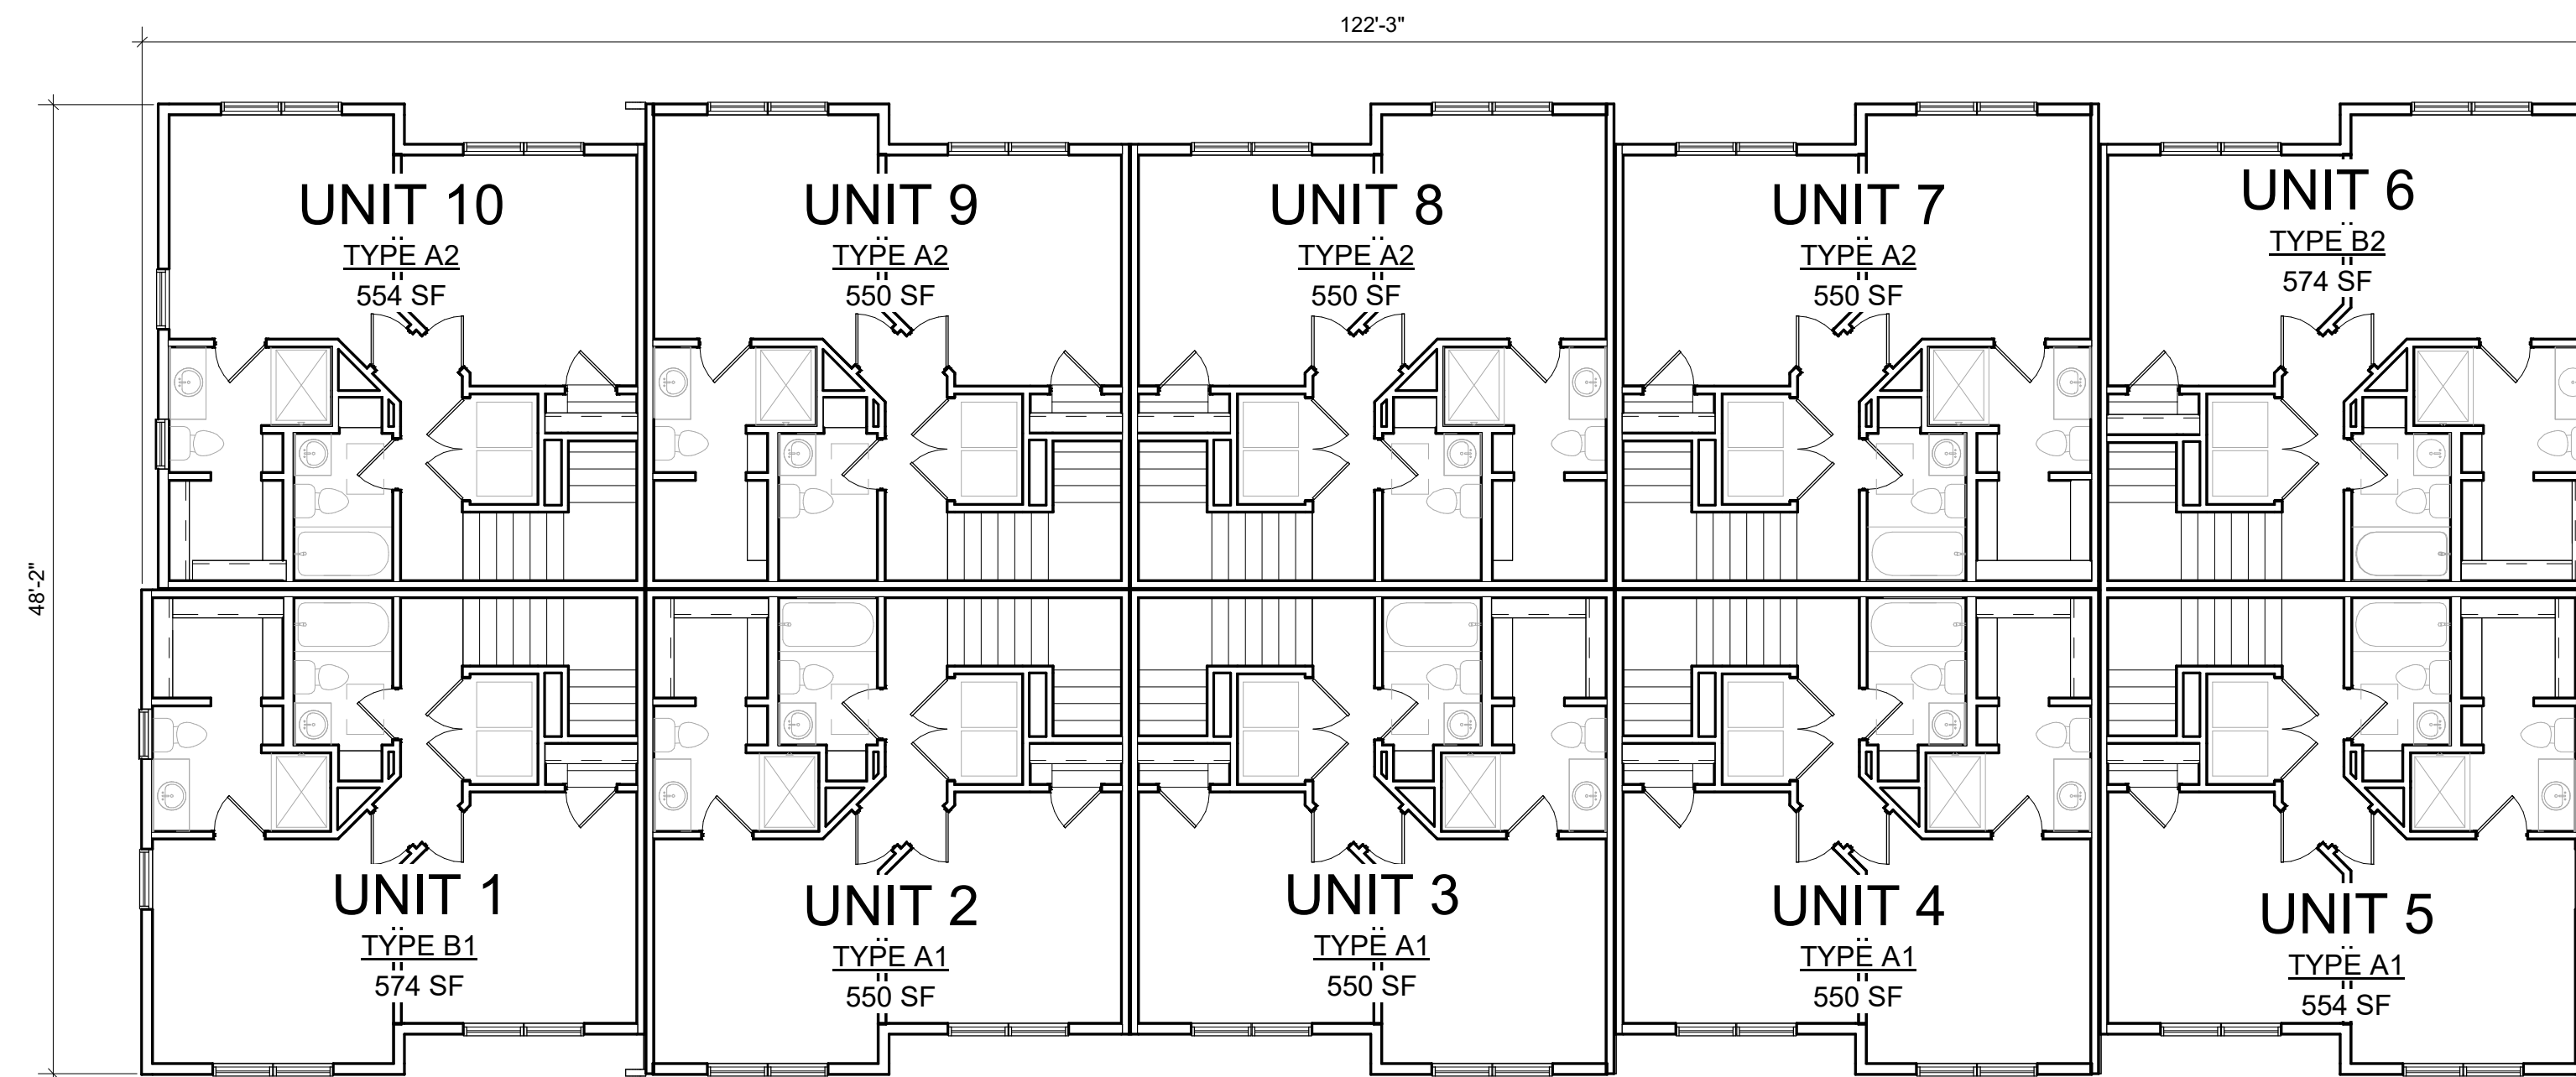 122'-3"
48'-2"
UNIT 10
TYPE A2
554 SF
UNIT 9
TYPE A2
550 SF
UNIT 8
TYPE A2
550 SF
UNIT 7
TYPE A2
550 SF
UNIT 6
TYPE B2
574 SF
UNIT 1
TYPE B1
574 SF
UNIT 2
TYPE A1
550 SF
UNIT 3
TYPE A1
550 SF
UNIT 4
TYPE A1
550 SF
UNIT 5
TYPE A1
554 SF